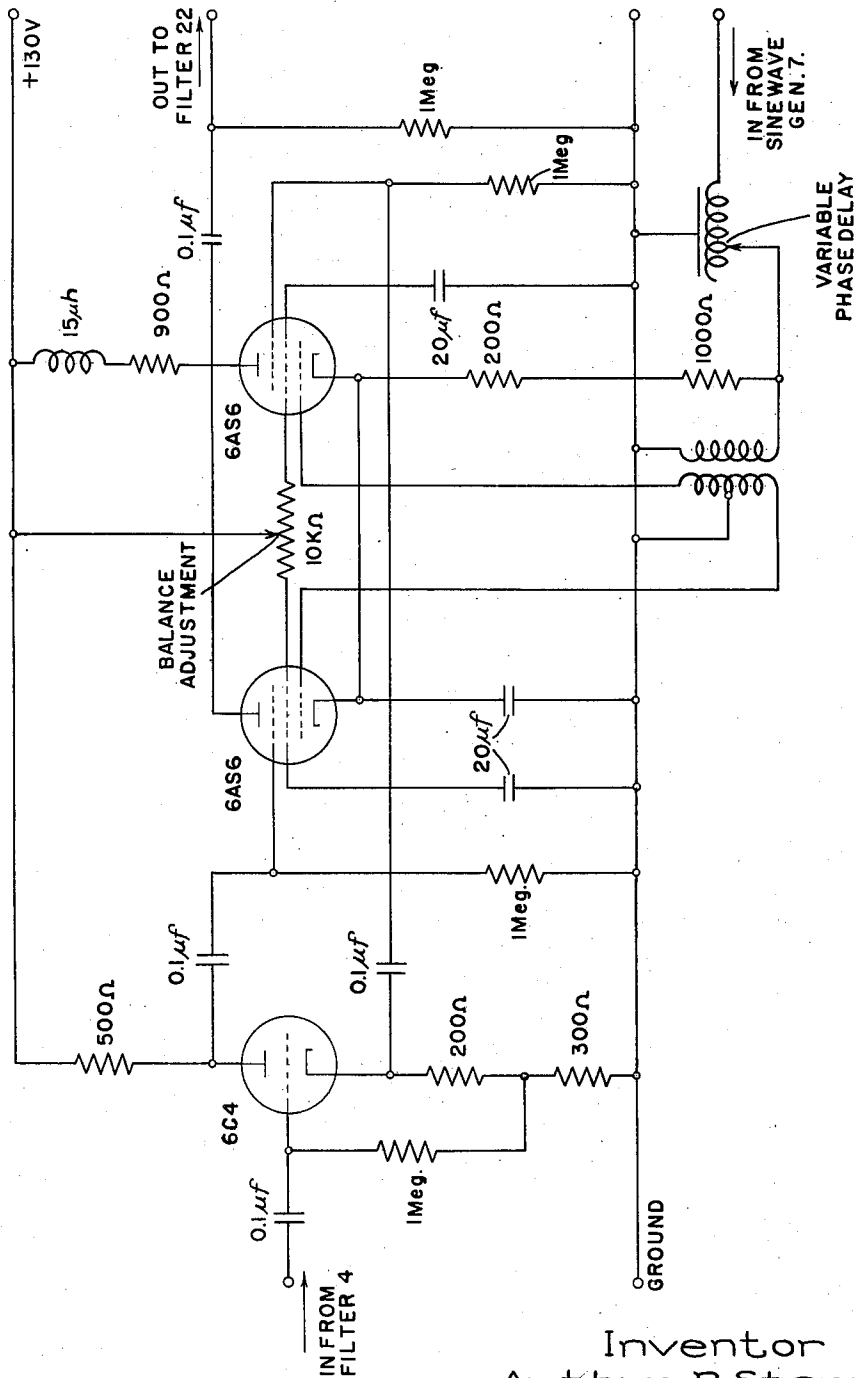 +130V
15μh
900Ω
500Ω
OUT TO
FILTER 22
0.1μf
0.1μf
BALANCE
ADJUSTMENT
6C4
6AS6
6AS6
0.1μf
10KΩ
IN FROM
FILTER 4
0.1μf
1Meg.
1Meg
200Ω
20μf
20μf
200Ω
1Meg.
1Meg
300Ω
1000Ω
GROUND
IN FROM
SINEWAVE
GEN. 7.
VARIABLE
PHASE DELAY
Inventor